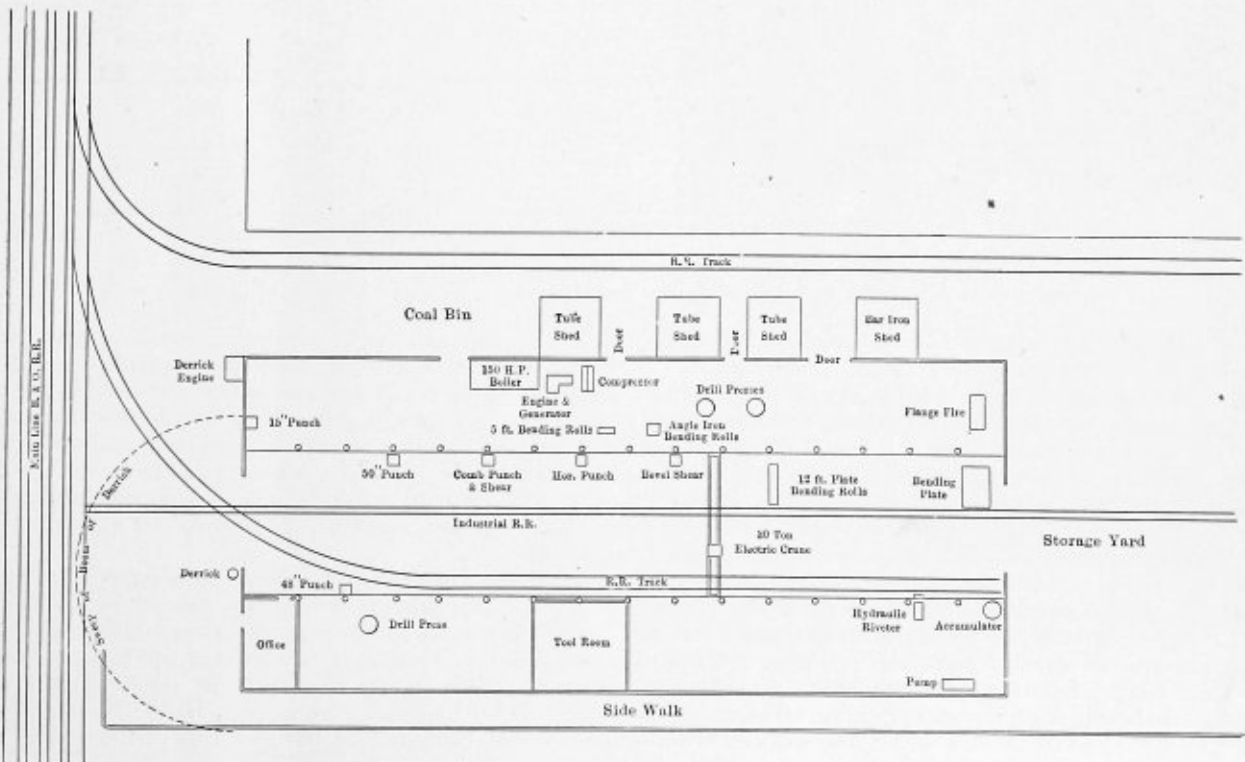 R.R. Track
Coal Bin
Tube
Shed
Tube
Shed
Tube
Shed
Bar Iron
Shed
Door
Door
Door
Derrick
Engine
150 H.P.
Boiler
Compressor
Engine &
Generator
Drill Presses
Flange Fire
15" Punch
5 ft. Bending Rolls
Angle Iron
Bending Rolls
50" Punch
Comb Punch
& Shear
Hor. Punch
Bevel Shear
12 ft. Plate
Bending Rolls
Bending
Plate
Main Line B. & O. R.R.
Sweep of Boom of Derrick
Industrial R.R.
Ton
Electric Crane
Storage Yard
Derrick
48" Punch
R.R. Track
Office
Drill Press
Tool Room
Hydraulic
Riveter
Accumulator
Pump
Side Walk